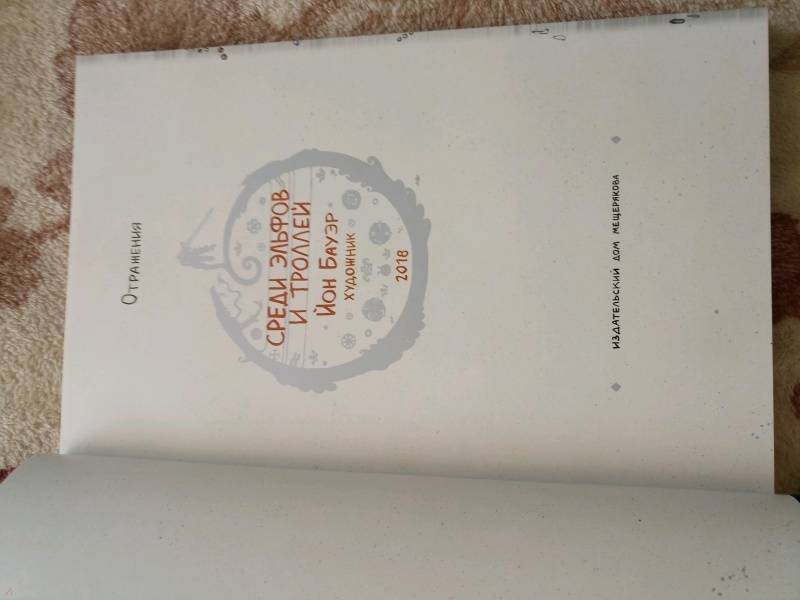 Отражения
СРЕДИ ЭЛЬФОВ
И ТРОЛЛЕЙ
ЙОН БАУЭР
ХУДОЖНИК
2018
ИЗДАТЕЛЬСКИЙ ДОМ МЕЩЕРЯКОВА